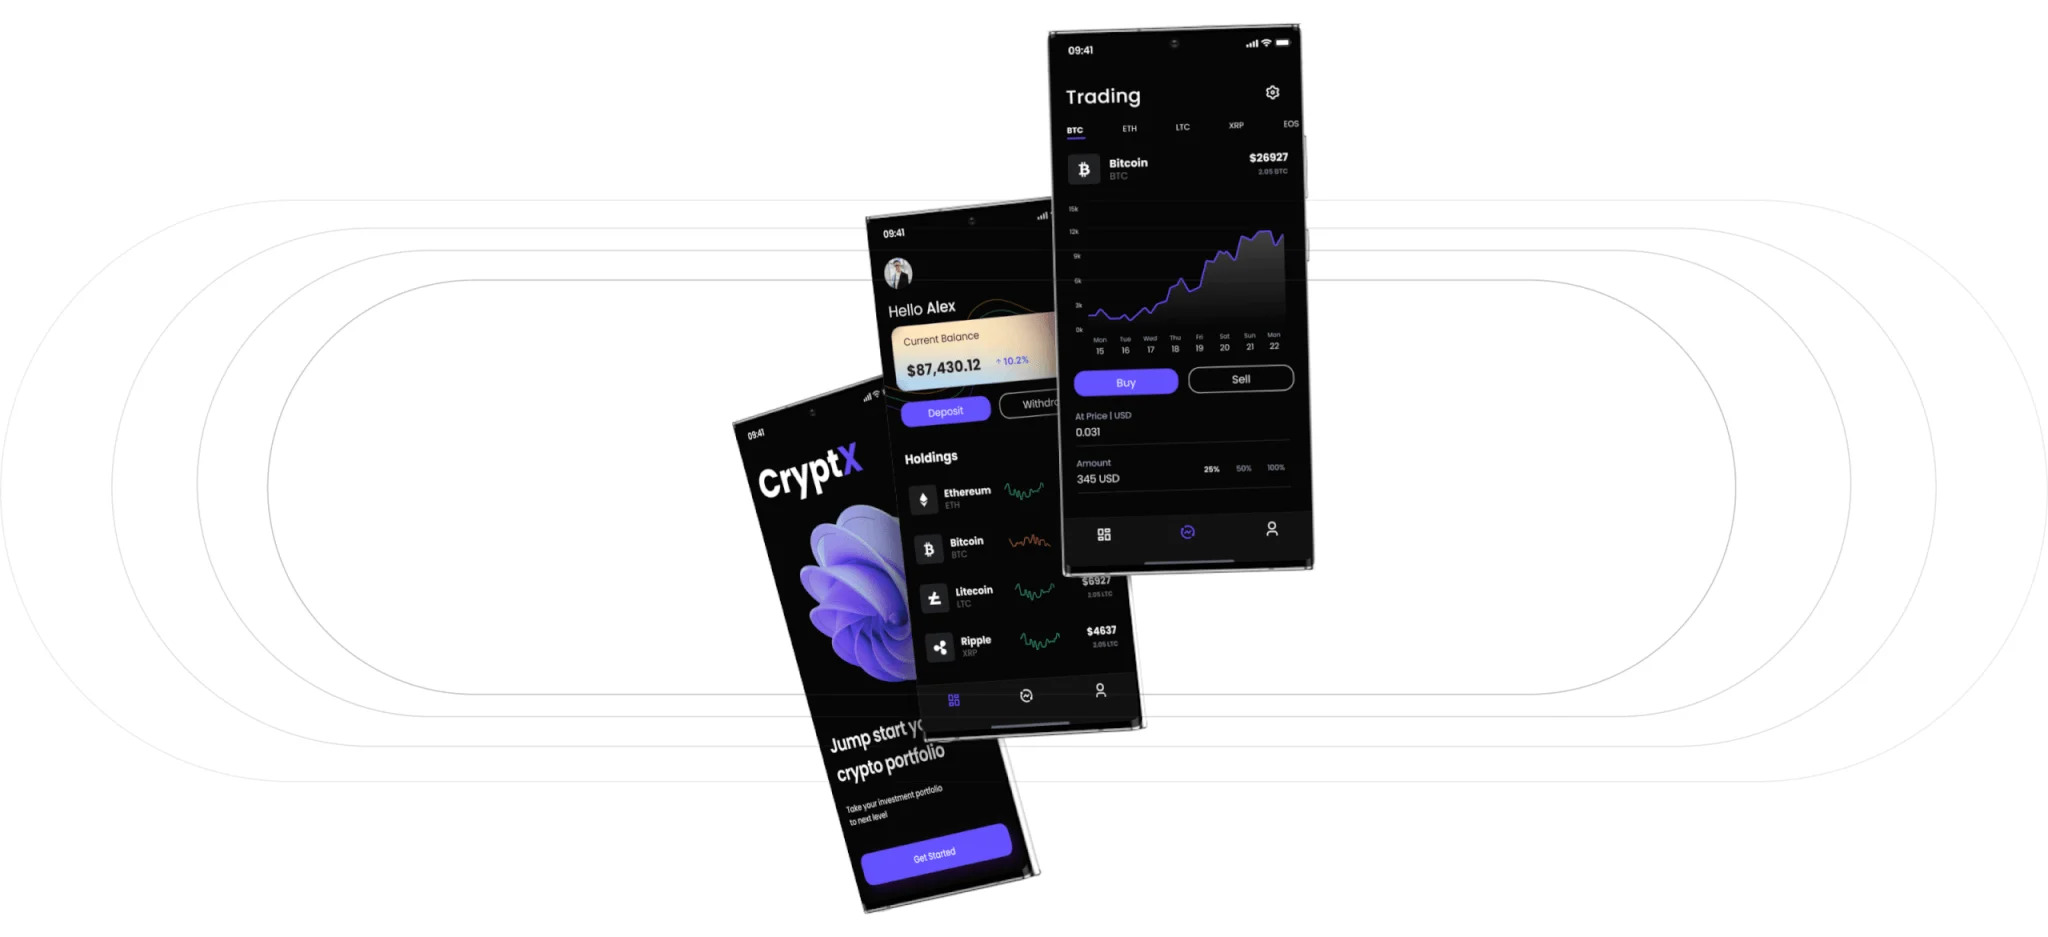 09:41
Trading
BTC ETH LTC XRP EOS
Bitcoin $26927
BTC 2.05 BTC
15k
12k
9k
6k
3k
0k
Mon Tue Wed Thu Fri Sat Sun Mon
15 16 17 18 19 20 21 22
Buy Sell
At Price | USD
0.031
Amount
345 USD 25% 50% 100%
09:41
Hello Alex
Current Balance
$87,430.12 ↑ 10.2%
Deposit Withdra
Holdings
Ethereum
ETH
Bitcoin
BTC
Litecoin $6927
LTC 2.05 LTC
Ripple $4637
XRP 2.05 LTC
09:41
CryptX
Jump start yo
crypto portfolio
Take your investment portfolio
to next level
Get Started